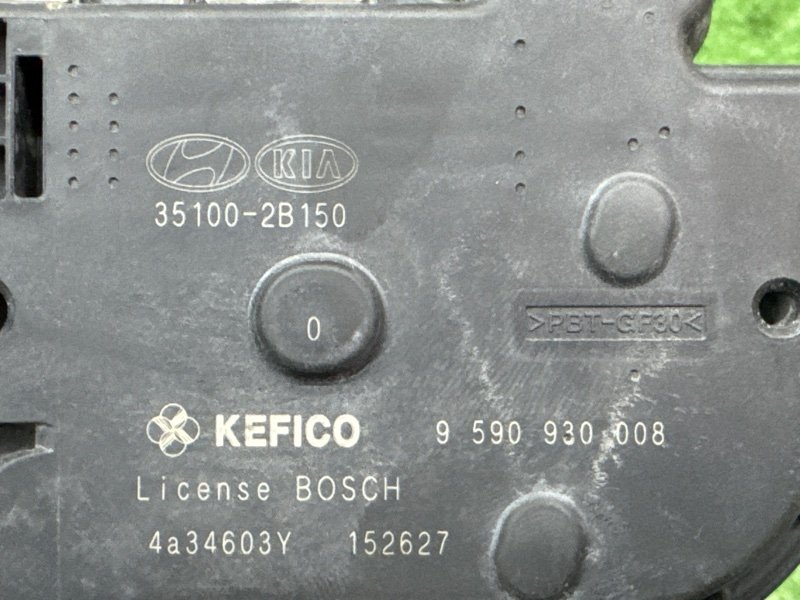 KIA
35100-2B150
0
>PBT-GF30<
KEFICO 9 590 930 008
License BOSCH
4a34603Y 152627